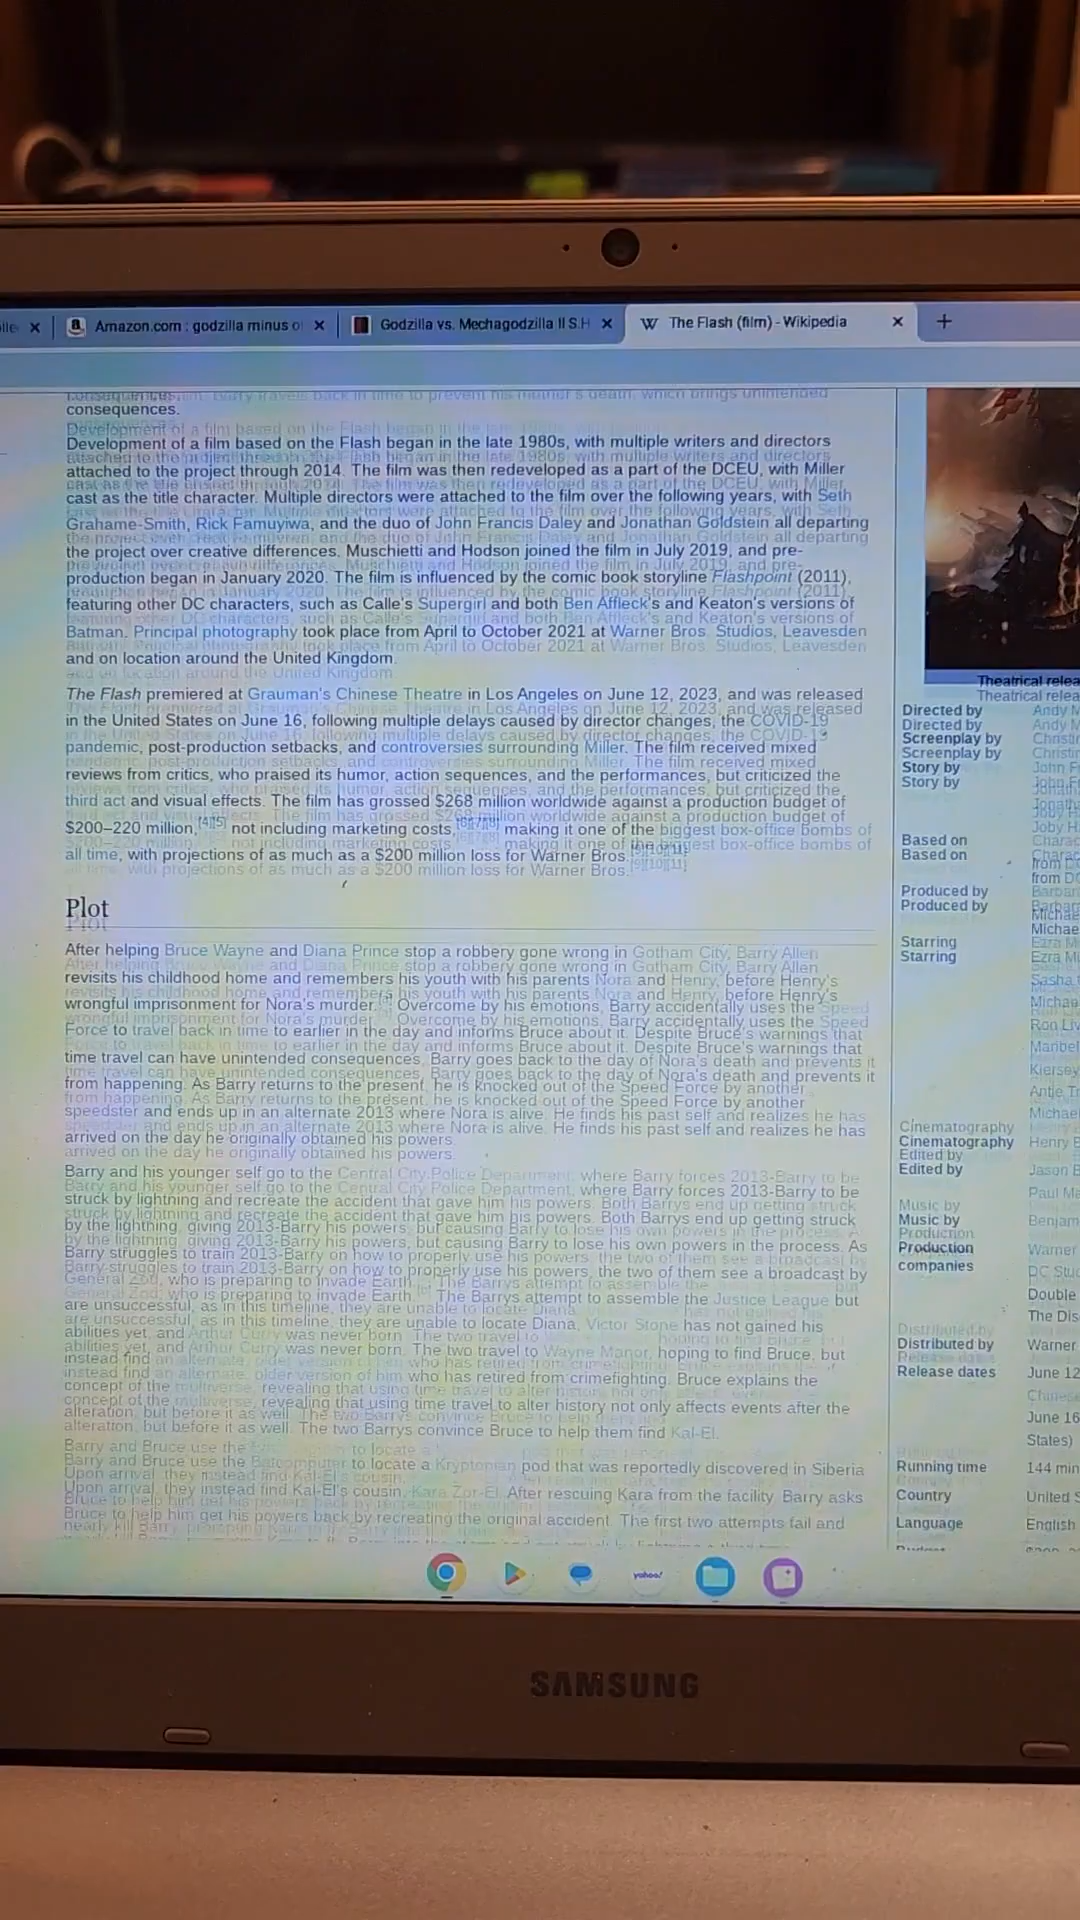 Amazon.com : godzilla minus o
Godzilla vs. Mechagodzilla II S.H
The Flash (film) - Wikipedia
consequences.
Development of a film based on the Flash began in the late 1980s, with multiple writers and directors
attached to the project through 2014. The film was then redeveloped as a part of the DCEU, with Miller
cast as the title character. Multiple directors were attached to the film over the following years, with Seth
Grahame-Smith, Rick Famuyiwa, and the duo of John Francis Daley and Jonathan Goldstein all departing
the project over creative differences. Muschietti and Hodson joined the film in July 2019, and pre-
production began in January 2020. The film is influenced by the comic book storyline Flashpoint (2011),
featuring other DC characters, such as Calle's Supergirl and both Ben Affleck's and Keaton's versions of
Batman. Principal photography took place from April to October 2021 at Warner Bros. Studios, Leavesden
and on location around the United Kingdom.
The Flash premiered at Grauman's Chinese Theatre in Los Angeles on June 12, 2023, and was released
in the United States on June 16, following multiple delays caused by director changes, the COVID-19
pandemic, post-production setbacks, and controversies surrounding Miller. The film received mixed
reviews from critics, who praised its humor, action sequences, and the performances, but criticized the
third act and visual effects. The film has grossed $268 million worldwide against a production budget of
$200–220 million,[4][5] not including marketing costs,[6][7][8] making it one of the biggest box-office bombs of
all time, with projections of as much as a $200 million loss for Warner Bros.[9][10][11]
Plot
After helping Bruce Wayne and Diana Prince stop a robbery gone wrong in Gotham City, Barry Allen
revisits his childhood home and remembers his youth with his parents Nora and Henry, before Henry's
wrongful imprisonment for Nora's murder. Overcome by his emotions, Barry accidentally uses the Speed
Force to travel back in time to earlier in the day and informs Bruce about it. Despite Bruce's warnings that
time travel can have unintended consequences, Barry goes back to the day of Nora's death and prevents it
from happening. As Barry returns to the present, he is knocked out of the Speed Force by another
speedster and ends up in an alternate 2013 where Nora is alive. He finds his past self and realizes he has
arrived on the day he originally obtained his powers.
Barry and his younger self go to the Central City Police Department, where Barry forces 2013-Barry to be
struck by lightning and recreate the accident that gave him his powers. Both Barrys end up getting struck
by the lightning, giving 2013-Barry his powers, but causing Barry to lose his own powers in the process. As
Barry struggles to train 2013-Barry on how to properly use his powers, the two of them see a broadcast by
General Zod, who is preparing to invade Earth. The Barrys attempt to assemble the Justice League but
are unsuccessful, as in this timeline, they are unable to locate Diana, Victor Stone has not gained his
abilities yet, and Arthur Curry was never born. The two travel to Wayne Manor, hoping to find Bruce, but
instead find an alternate, older version of him who has retired from crimefighting. Bruce explains the
concept of the multiverse, revealing that using time travel to alter history not only affects events after the
alteration, but before it as well. The two Barrys convince Bruce to help them find Kal-El.
Barry and Bruce use the Batcomputer to locate a Kryptonian pod that was reportedly discovered in Siberia
Upon arrival, they instead find Kal-El's cousin, Kara Zor-El. After rescuing Kara from the facility, Barry asks
Bruce to help him get his powers back by recreating the original accident. The first two attempts fail and
Theatrical relea
Directed by Andy M
Screenplay by Christi
Story by John F
Joby H
Based on Charac
from DC
Produced by Barbar
Michae
Starring Ezra M
Sasha
Michae
Ron Liv
Maribel
Kiersey
Antje Tr
Michael
Cinematography Henry B
Edited by Jason B
Paul Ma
Music by Benjam
Production Warner
companies DC Stu
Double
The Dis
Distributed by Warner
Release dates June 12
Chinese
June 16
States)
Running time 144 min
Country United S
Language English
yahoo!
SAMSUNG